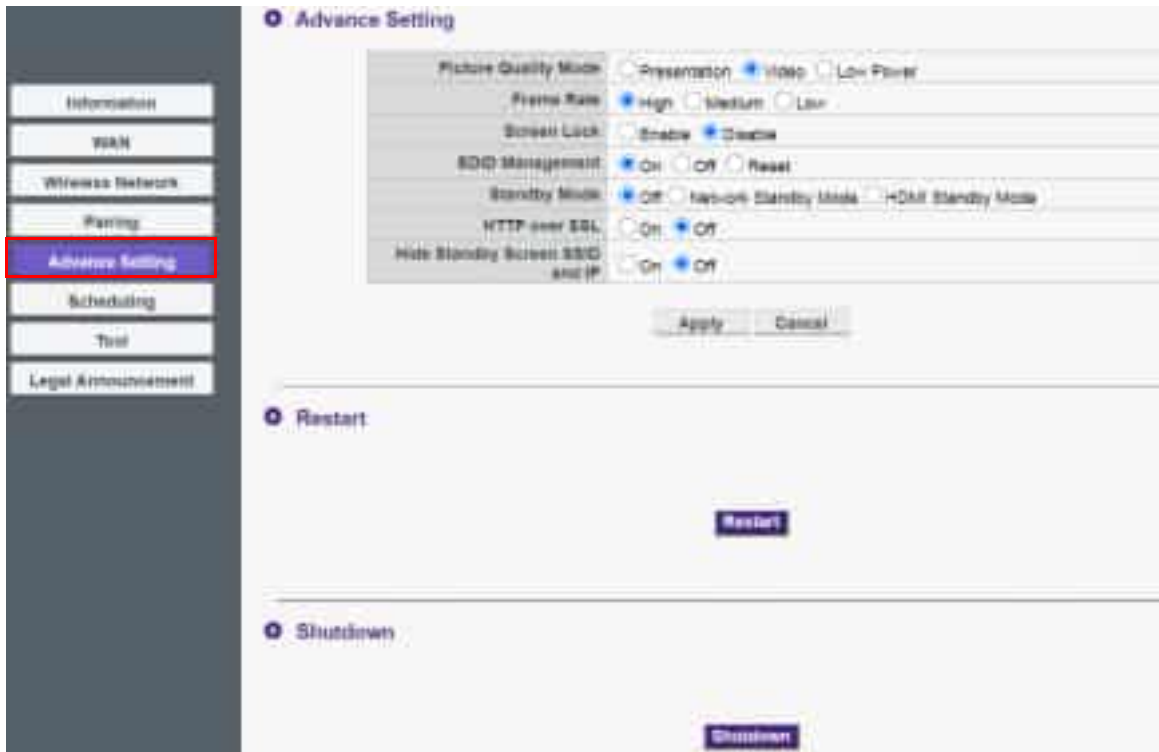 Advance Setting
Information
WAN
Wireless Network
Pairing
Advance Setting
Scheduling
Tool
Legal Announcement
Picture Quality Mode Presentation Video Low Power
Frame Rate High Medium Low
Screen Lock Enable Disable
EDID Management On Off Reset
Standby Mode Off Network Standby Mode HDMI Standby Mode
HTTP over SSL On Off
Hide Standby Screen SSID
and IP On Off
Apply Cancel
Restart
Restart
Shutdown
Shutdown